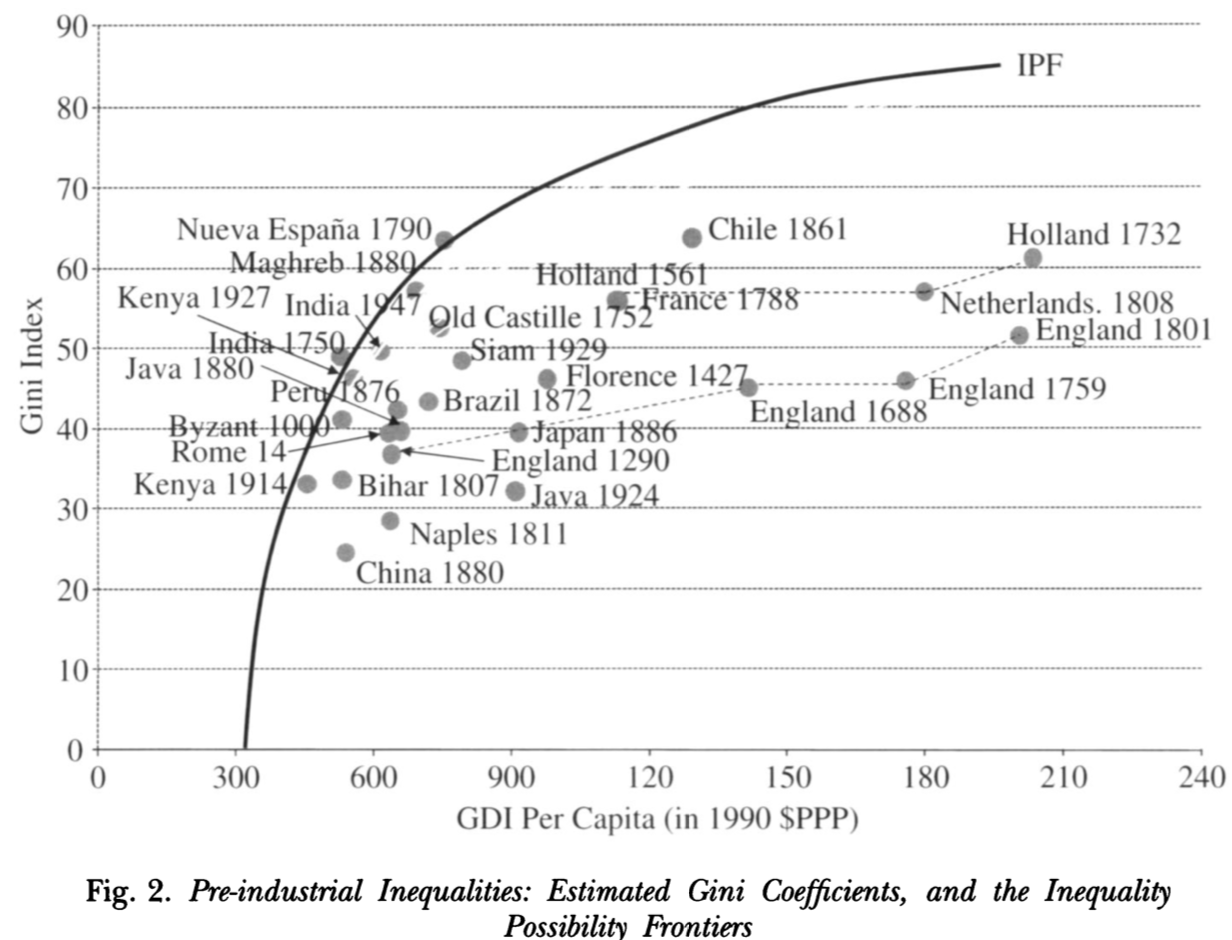 90
80
70
60
50
40
30
20
10
0
Gini Index
IPF
Nueva España 1790
Chile 1861
Holland 1732
Maghreb 1880
Holland 1561
Kenya 1927
India 1947
France 1788
Netherlands. 1808
Old Castille 1752
England 1801
India 1750
Siam 1929
Java 1880
Florence 1427
Peru 1876
England 1759
Brazil 1872
England 1688
Byzant 1000
Japan 1886
Rome 14
England 1290
Kenya 1914
Bihar 1807
Java 1924
Naples 1811
China 1880
0 300 600 900 120 150 180 210 240
GDI Per Capita (in 1990 $PPP)
Fig. 2. Pre-industrial Inequalities: Estimated Gini Coefficients, and the Inequality
Possibility Frontiers